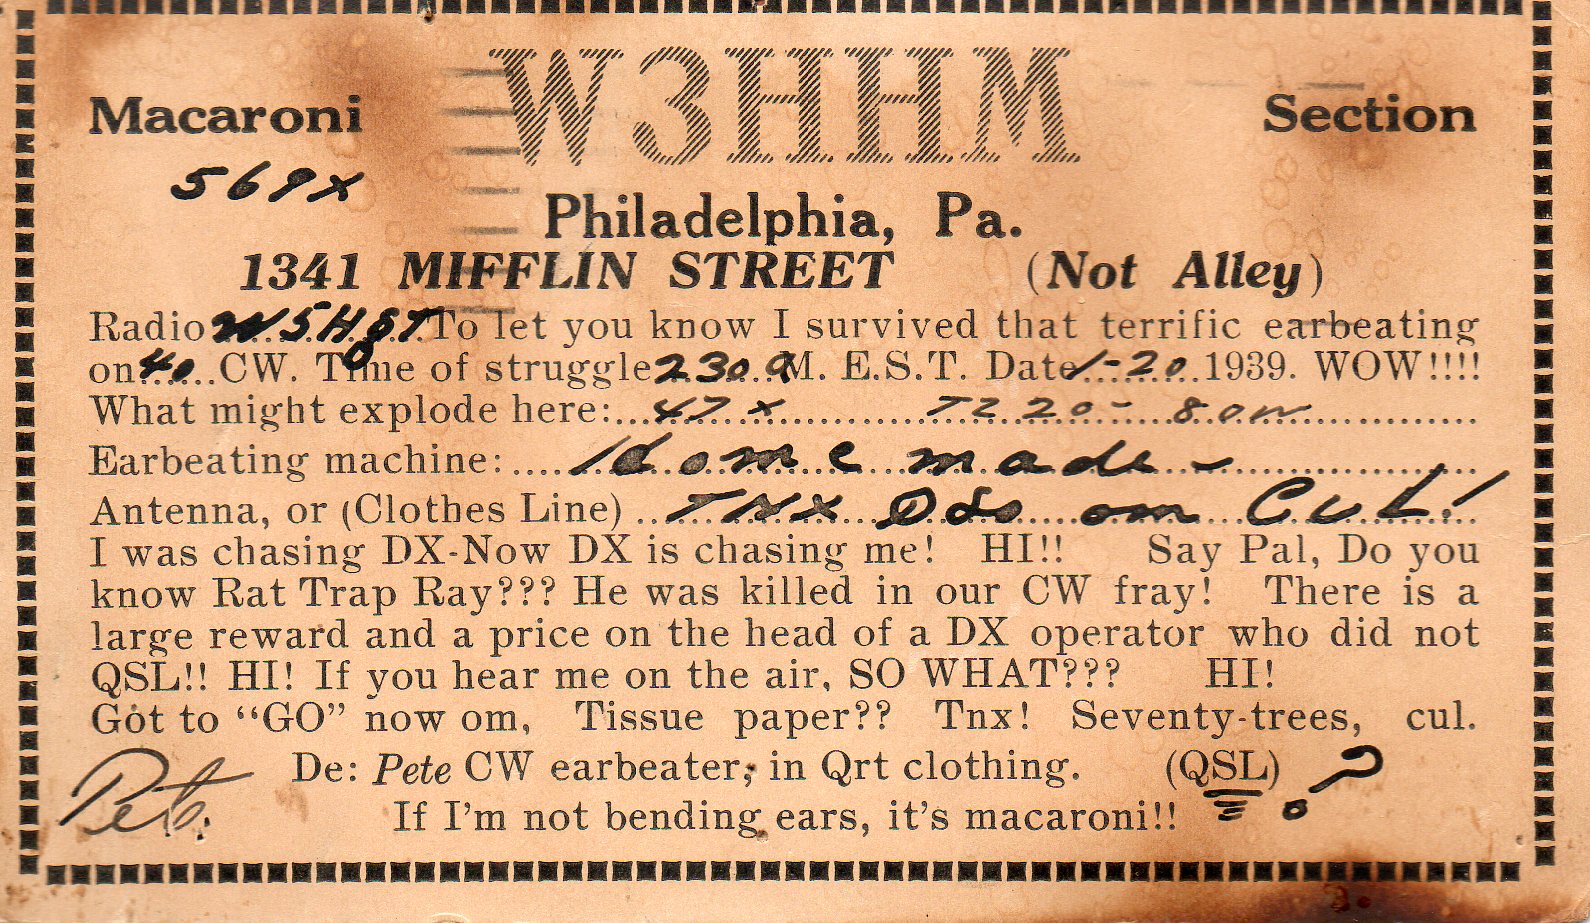 W3HHM
Macaroni Section
569x
Philadelphia, Pa.
1341 MIFFLIN STREET (Not Alley)
Radio W5HgT To let you know I survived that terrific earbeating
on 40 CW. Time of struggle 230 a M. E.S.T. Date 1-20 1939. WOW!!!!
What might explode here: 47 x TZ 20 - 80w
Earbeating machine: Home made -
Antenna, or (Clothes Line) TNX QSO om CUL!
I was chasing DX-Now DX is chasing me! HI!! Say Pal, Do you
know Rat Trap Ray??? He was killed in our CW fray! There is a
large reward and a price on the head of a DX operator who did not
QSL!! HI! If you hear me on the air, SO WHAT??? HI!
Got to “GO” now om, Tissue paper?? Tnx! Seventy-trees, cul.
De: Pete CW earbeater, in Qrt clothing. (QSL) ?
Pete
If I'm not bending ears, it's macaroni!!